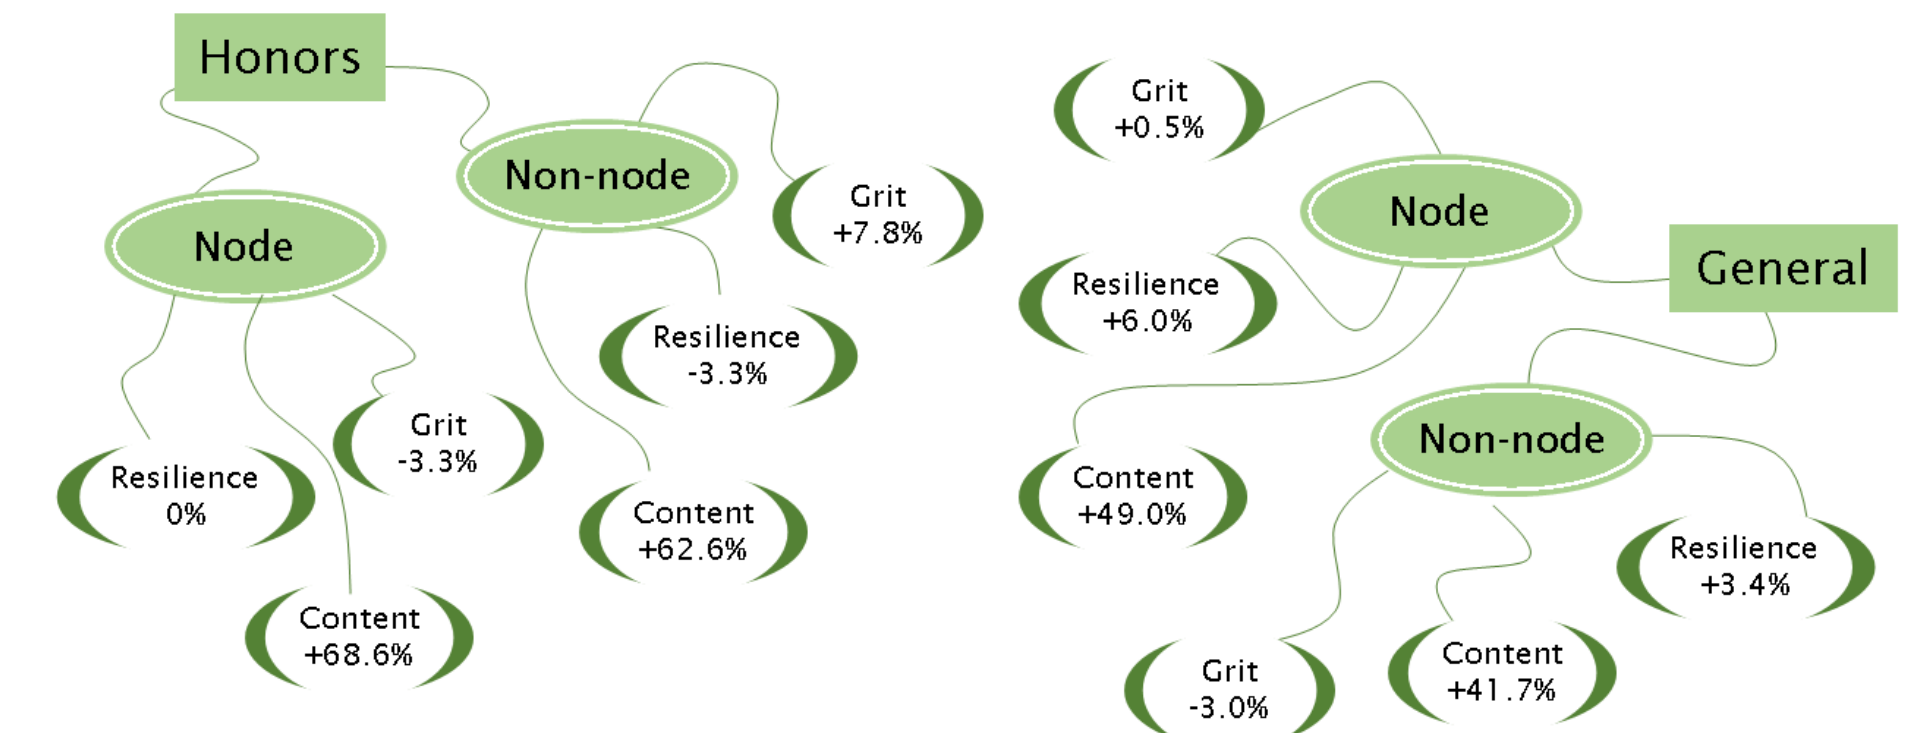 Honors
Non-node
Grit
+7.8%
Node
Resilience
-3.3%
Grit
-3.3%
Resilience
0%
Content
+62.6%
Content
+68.6%
Grit
+0.5%
Node
General
Resilience
+6.0%
Non-node
Content
+49.0%
Resilience
+3.4%
Content
+41.7%
Grit
-3.0%